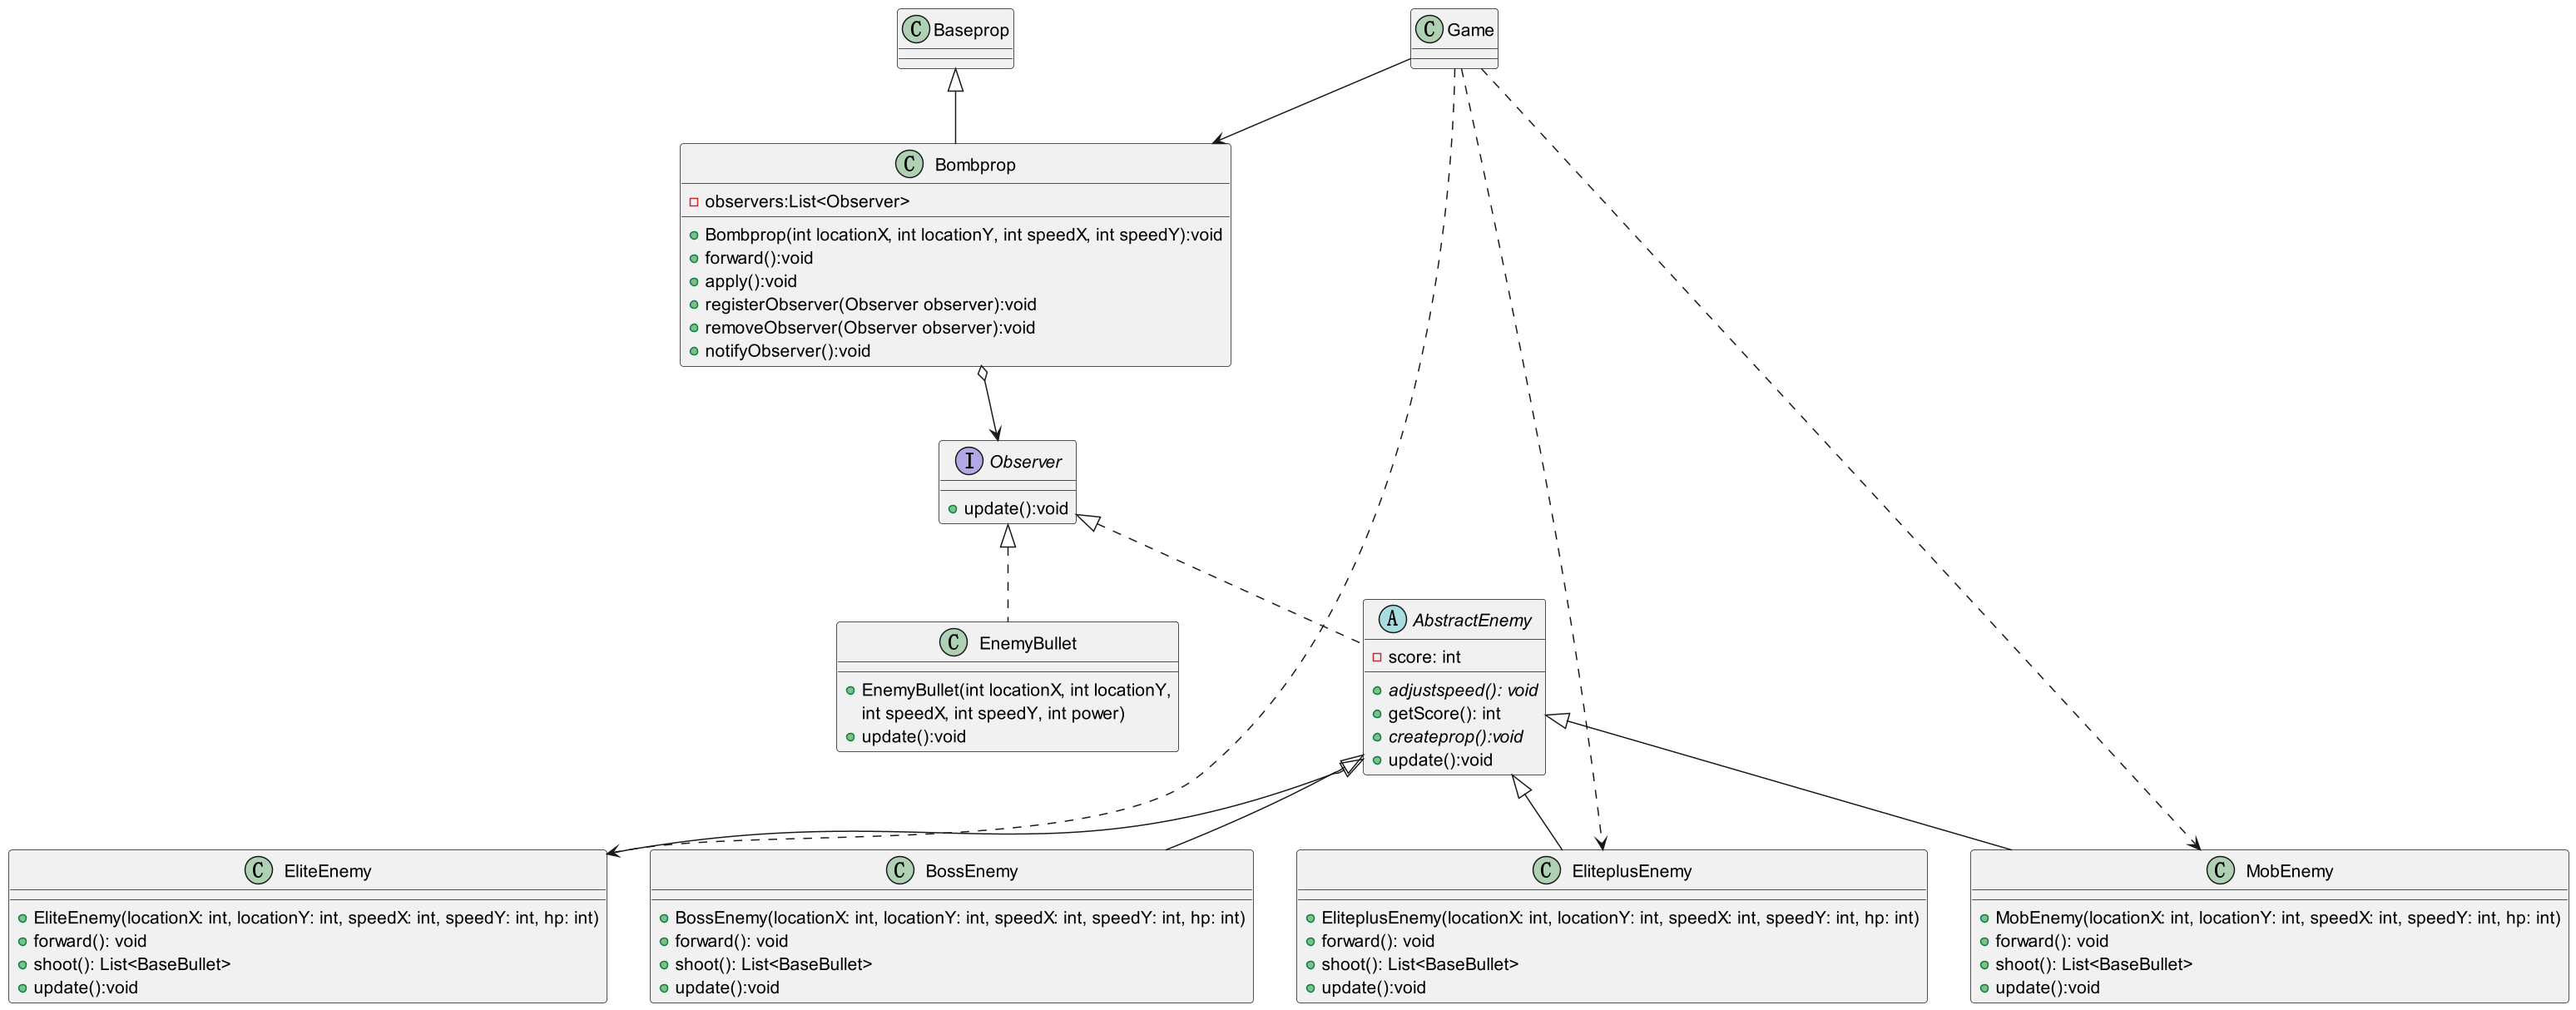 C Baseprop
C Game
C Bombprop
observers:List<Observer>
Bombprop(int locationX, int locationY, int speedX, int speedY):void
forward():void
apply():void
registerObserver(Observer observer):void
removeObserver(Observer observer):void
notifyObserver():void
I Observer
update():void
C EnemyBullet
EnemyBullet(int locationX, int locationY,
int speedX, int speedY, int power)
update():void
A AbstractEnemy
score: int
adjustspeed(): void
getScore(): int
createprop():void
update():void
C EliteEnemy
EliteEnemy(locationX: int, locationY: int, speedX: int, speedY: int, hp: int)
forward(): void
shoot(): List<BaseBullet>
update():void
C BossEnemy
BossEnemy(locationX: int, locationY: int, speedX: int, speedY: int, hp: int)
forward(): void
shoot(): List<BaseBullet>
update():void
C EliteplusEnemy
EliteplusEnemy(locationX: int, locationY: int, speedX: int, speedY: int, hp: int)
forward(): void
shoot(): List<BaseBullet>
update():void
C MobEnemy
MobEnemy(locationX: int, locationY: int, speedX: int, speedY: int, hp: int)
forward(): void
shoot(): List<BaseBullet>
update():void